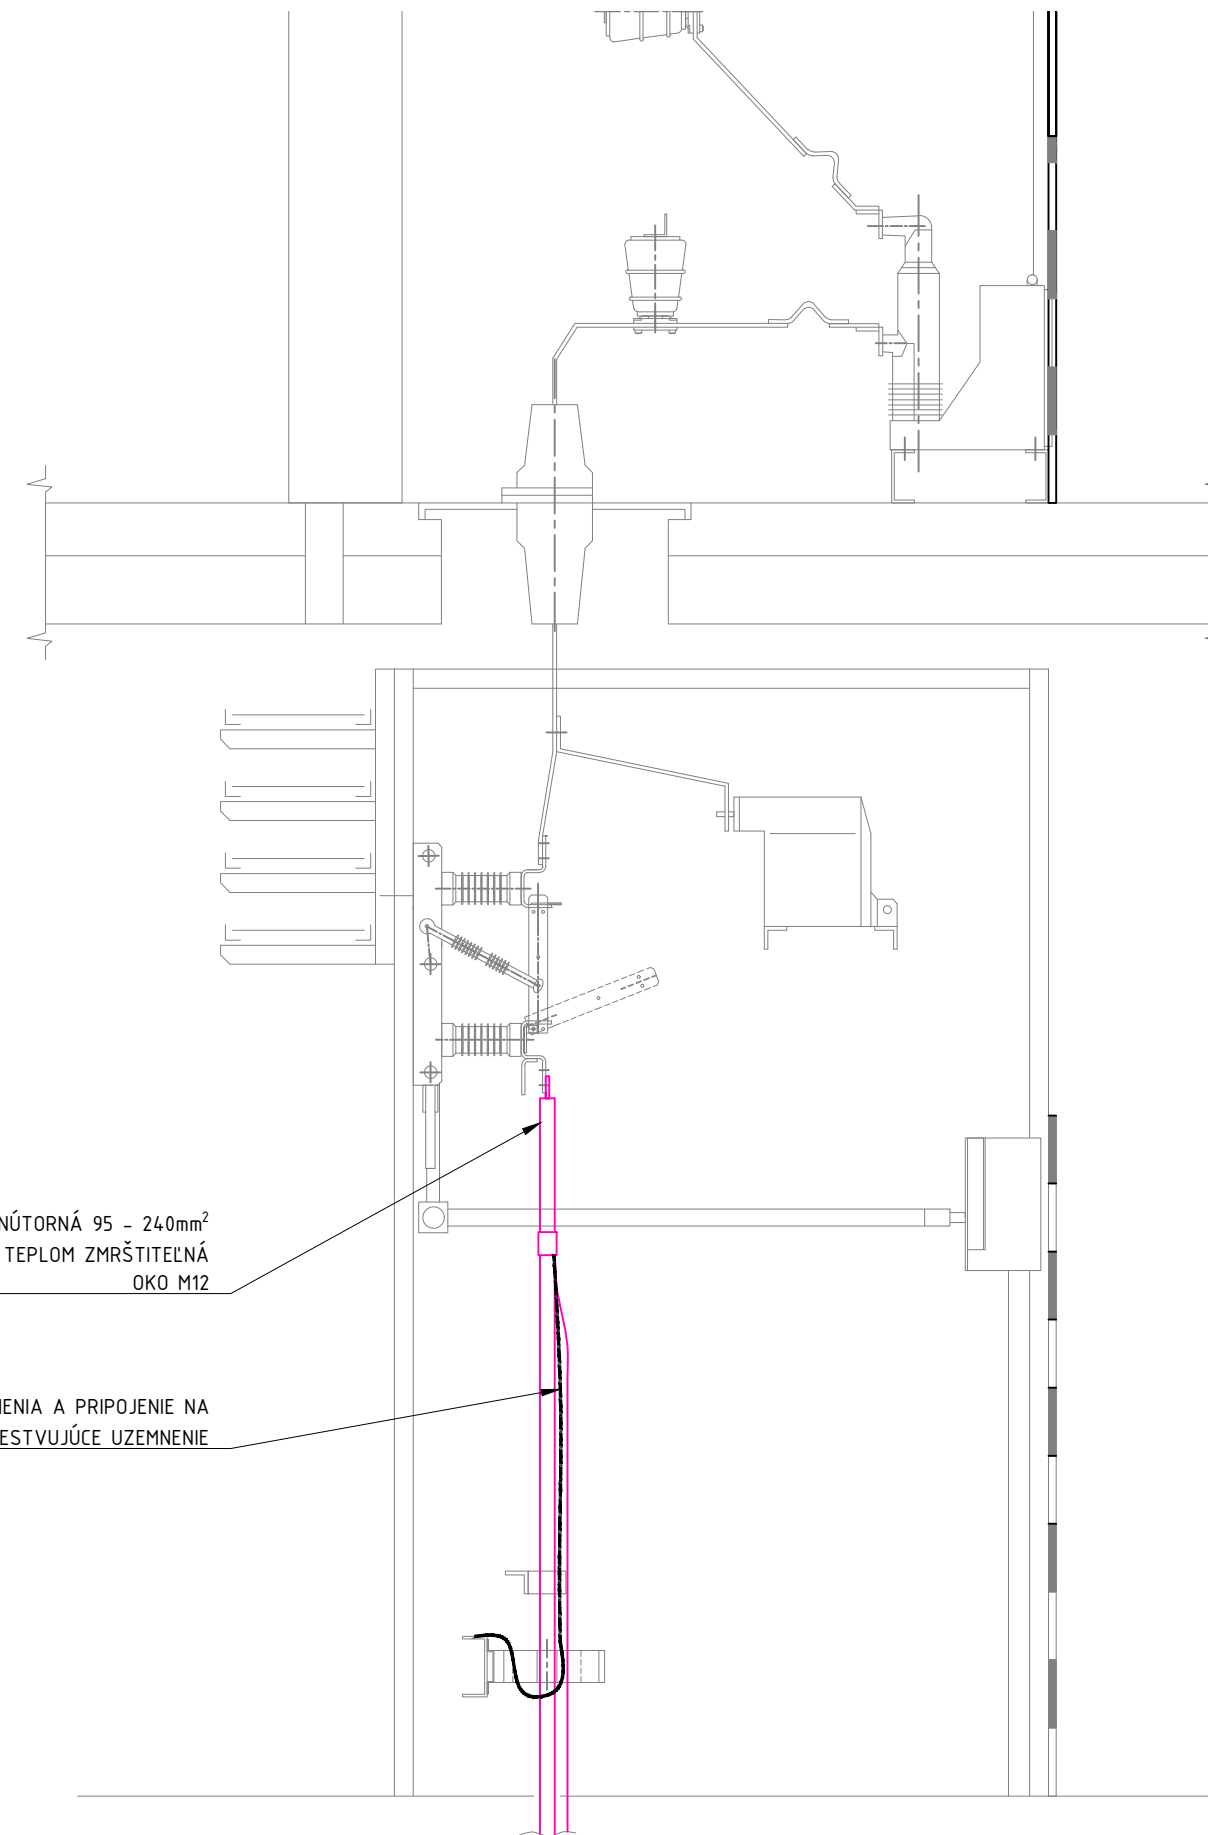 NÚTORNÁ 95 - 240mm²
TEPLOM ZMRŠTITEĽNÁ
OKO M12
ENIA A PRIPOJENIE NA
ESTVUJÚCE UZEMNENIE